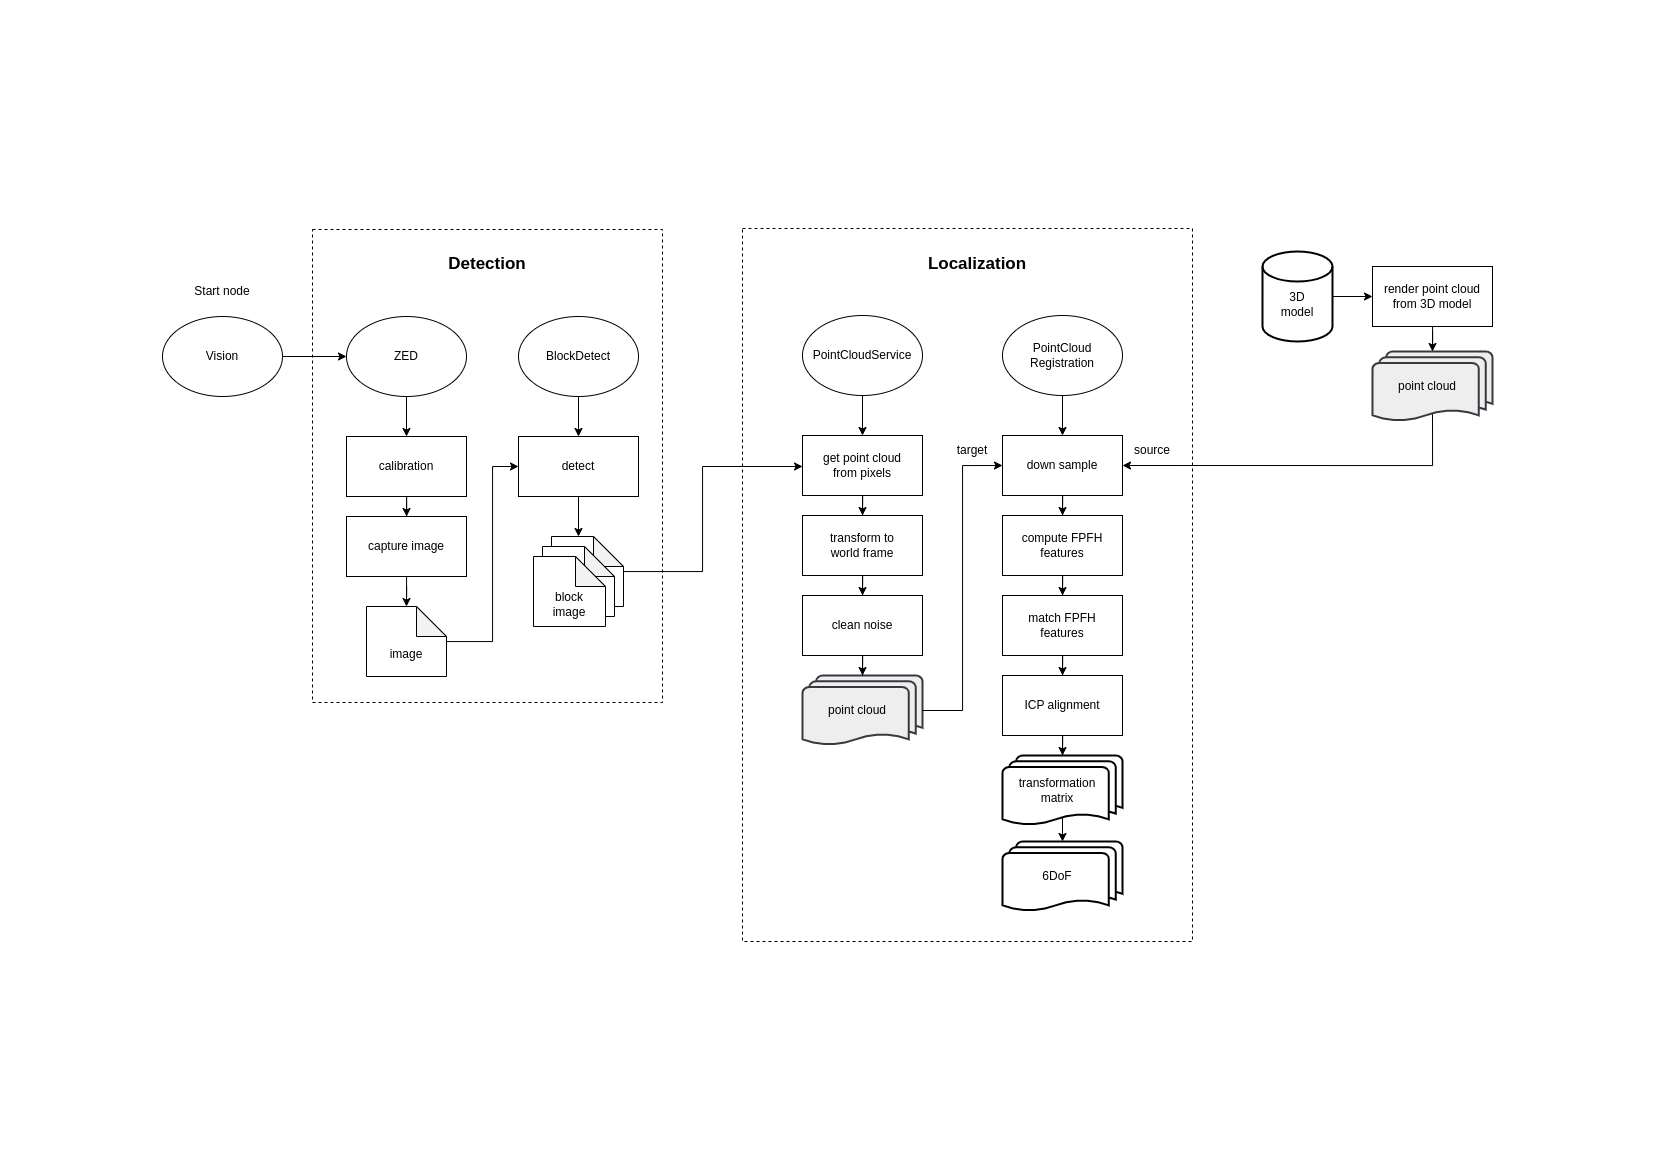 Detection
Start node
Vision
ZED
BlockDetect
calibration
detect
capture image
block
image
image
Localization
PointCloudService
PointCloud
Registration
get point cloud
from pixels
target
down sample
source
transform to
world frame
compute FPFH
features
clean noise
match FPFH
features
point cloud
ICP alignment
transformation
matrix
6DoF
3D
model
render point cloud
from 3D model
point cloud